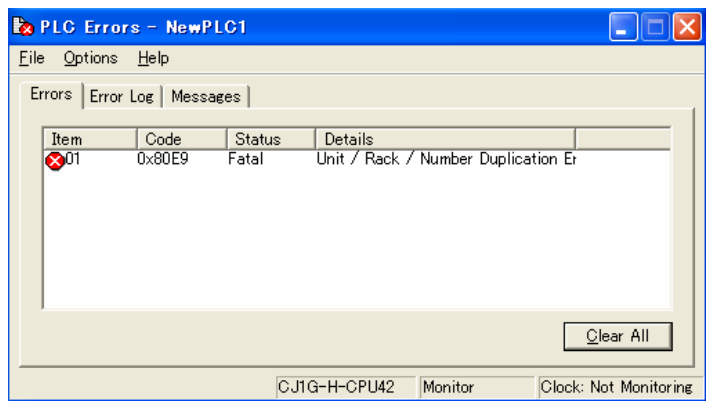 PLC Errors - NewPLC1
File Options Help
Errors Error Log Messages
Item Code Status Details
01 0x80E9 Fatal Unit / Rack / Number Duplication Er
Clear All
CJ1G-H-CPU42 Monitor Clock: Not Monitoring